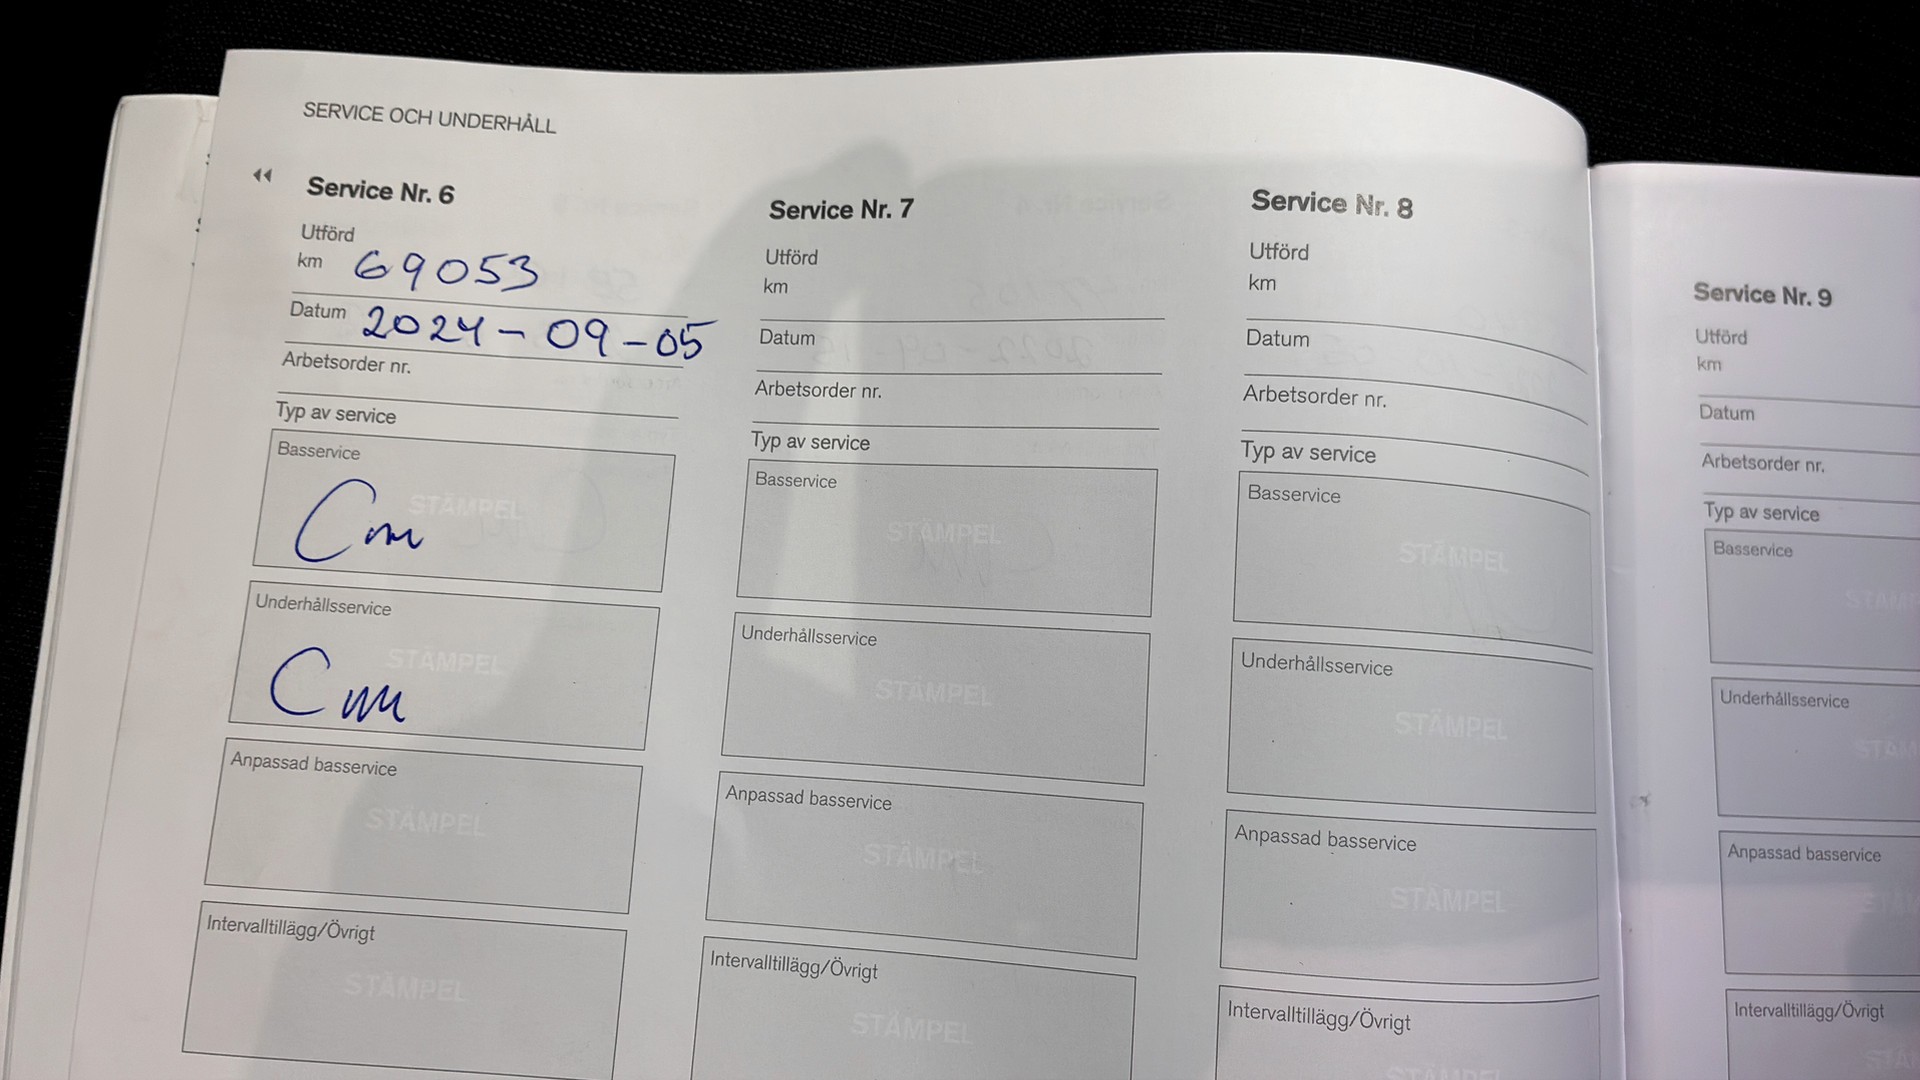 SERVICE OCH UNDERHÅLL
Service Nr. 6
Utförd
km 69053
Datum 2024-09-05
Arbetsorder nr.
Typ av service
Basservice
STÄMPEL
Underhållsservice
STÄMPEL
Anpassad basservice
STÄMPEL
Intervalltillägg/Övrigt
STÄMPEL
Service Nr. 7
Utförd
km
Datum
Arbetsorder nr.
Typ av service
Basservice
STÄMPEL
Underhållsservice
STÄMPEL
Anpassad basservice
STÄMPEL
Intervalltillägg/Övrigt
STÄMPEL
Service Nr. 8
Utförd
km
Datum
Arbetsorder nr.
Typ av service
Basservice
STÄMPEL
Underhållsservice
STÄMPEL
Anpassad basservice
STÄMPEL
Intervalltillägg/Övrigt
STÄMPEL
Service Nr. 9
Utförd
km
Datum
Arbetsorder nr.
Typ av service
Basservice
Underhållsservice
Anpassad basservice
Intervalltillägg/Övrigt